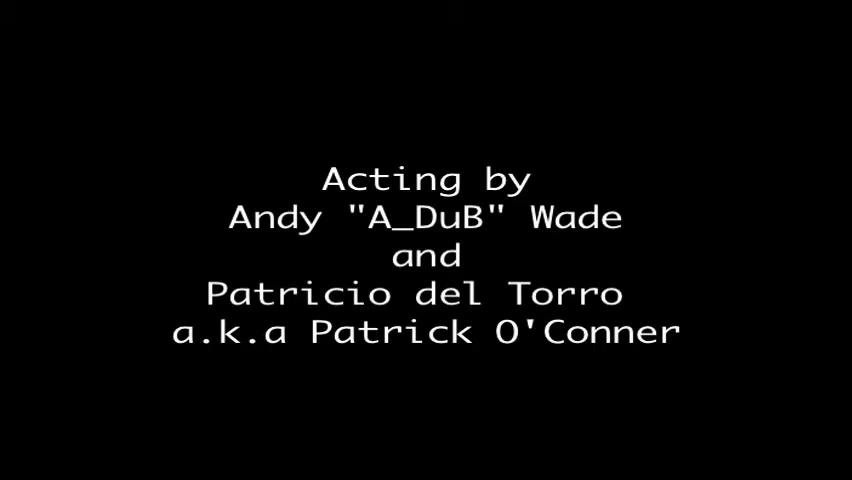 Acting by
Andy "A_DuB" Wade
and
Patricio del Torro
a.k.a Patrick O'Conner